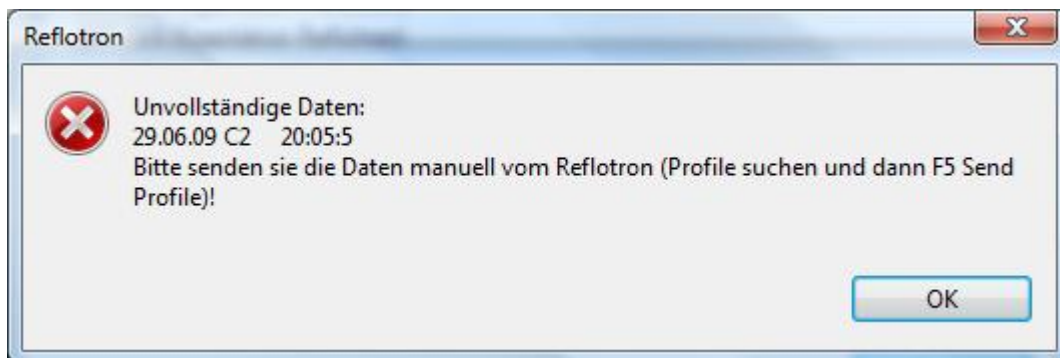 Reflotron
Unvollständige Daten:
29.06.09 C2    20:05:5
Bitte senden sie die Daten manuell vom Reflotron (Profile suchen und dann F5 Send
Profile)!
OK